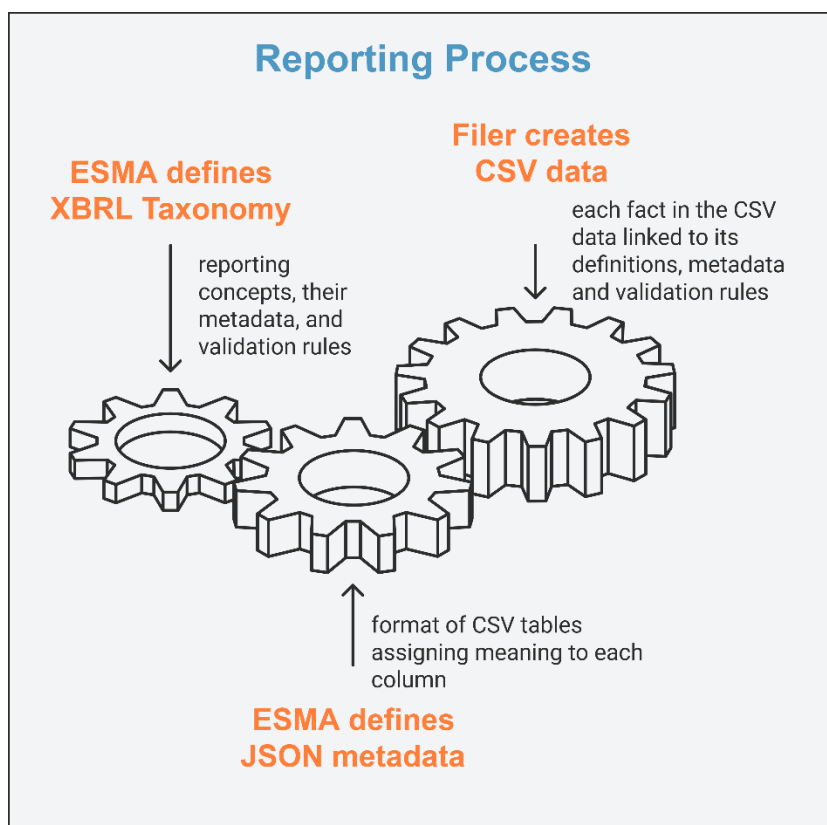 Reporting Process
ESMA defines
XBRL Taxonomy
reporting
concepts, their
metadata, and
validation rules
Filer creates
CSV data
each fact in the CSV
data linked to its
definitions, metadata
and validation rules
format of CSV tables
assigning meaning to each
column
ESMA defines
JSON metadata